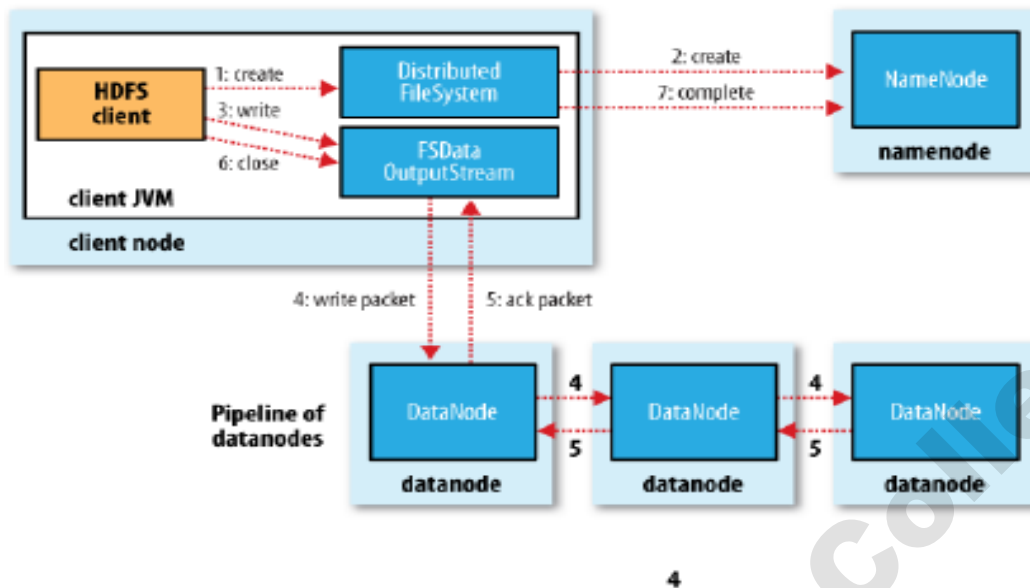 HDFS
client
1: create
3: write
6: close
Distributed
FileSystem
FSData
OutputStream
client JVM
client node
2: create
7: complete
NameNode
namenode
4: write packet
5: ack packet
Pipeline of
datanodes
DataNode
datanode
4
5
DataNode
datanode
4
5
DataNode
datanode
4